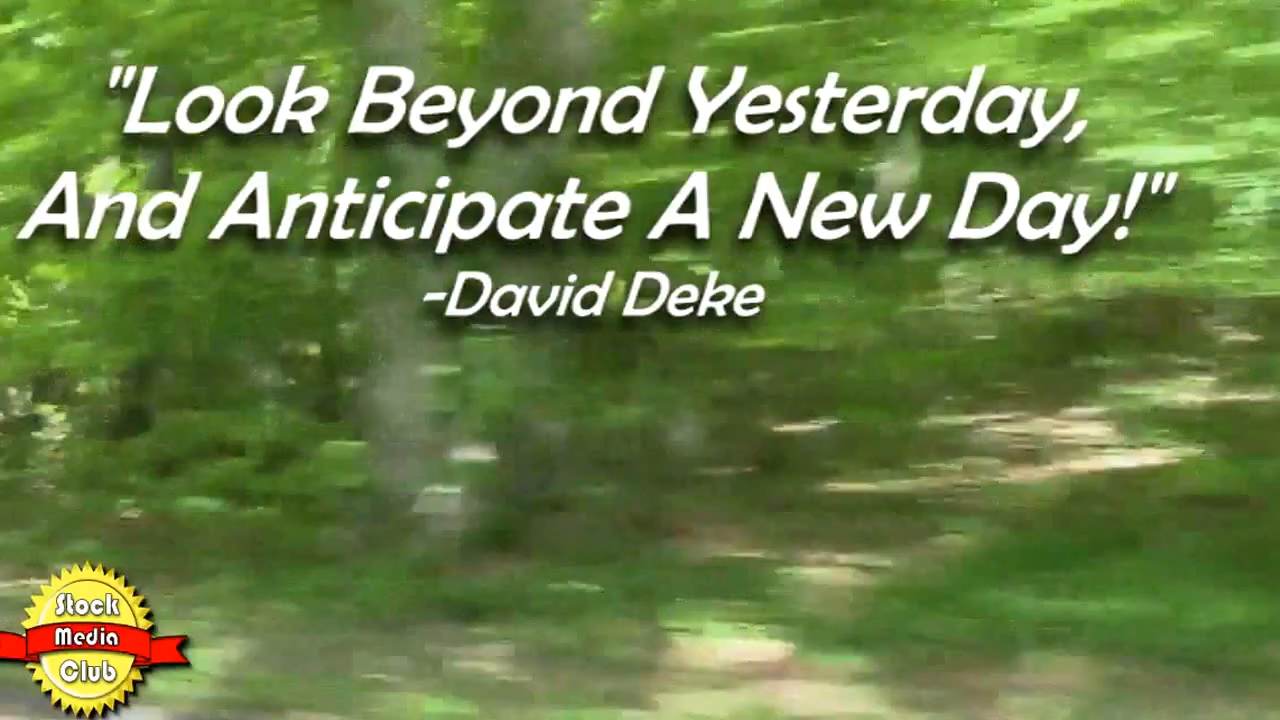 "Look Beyond Yesterday,
And Anticipate A New Day!"
-David Deke
Stock
Media
Club